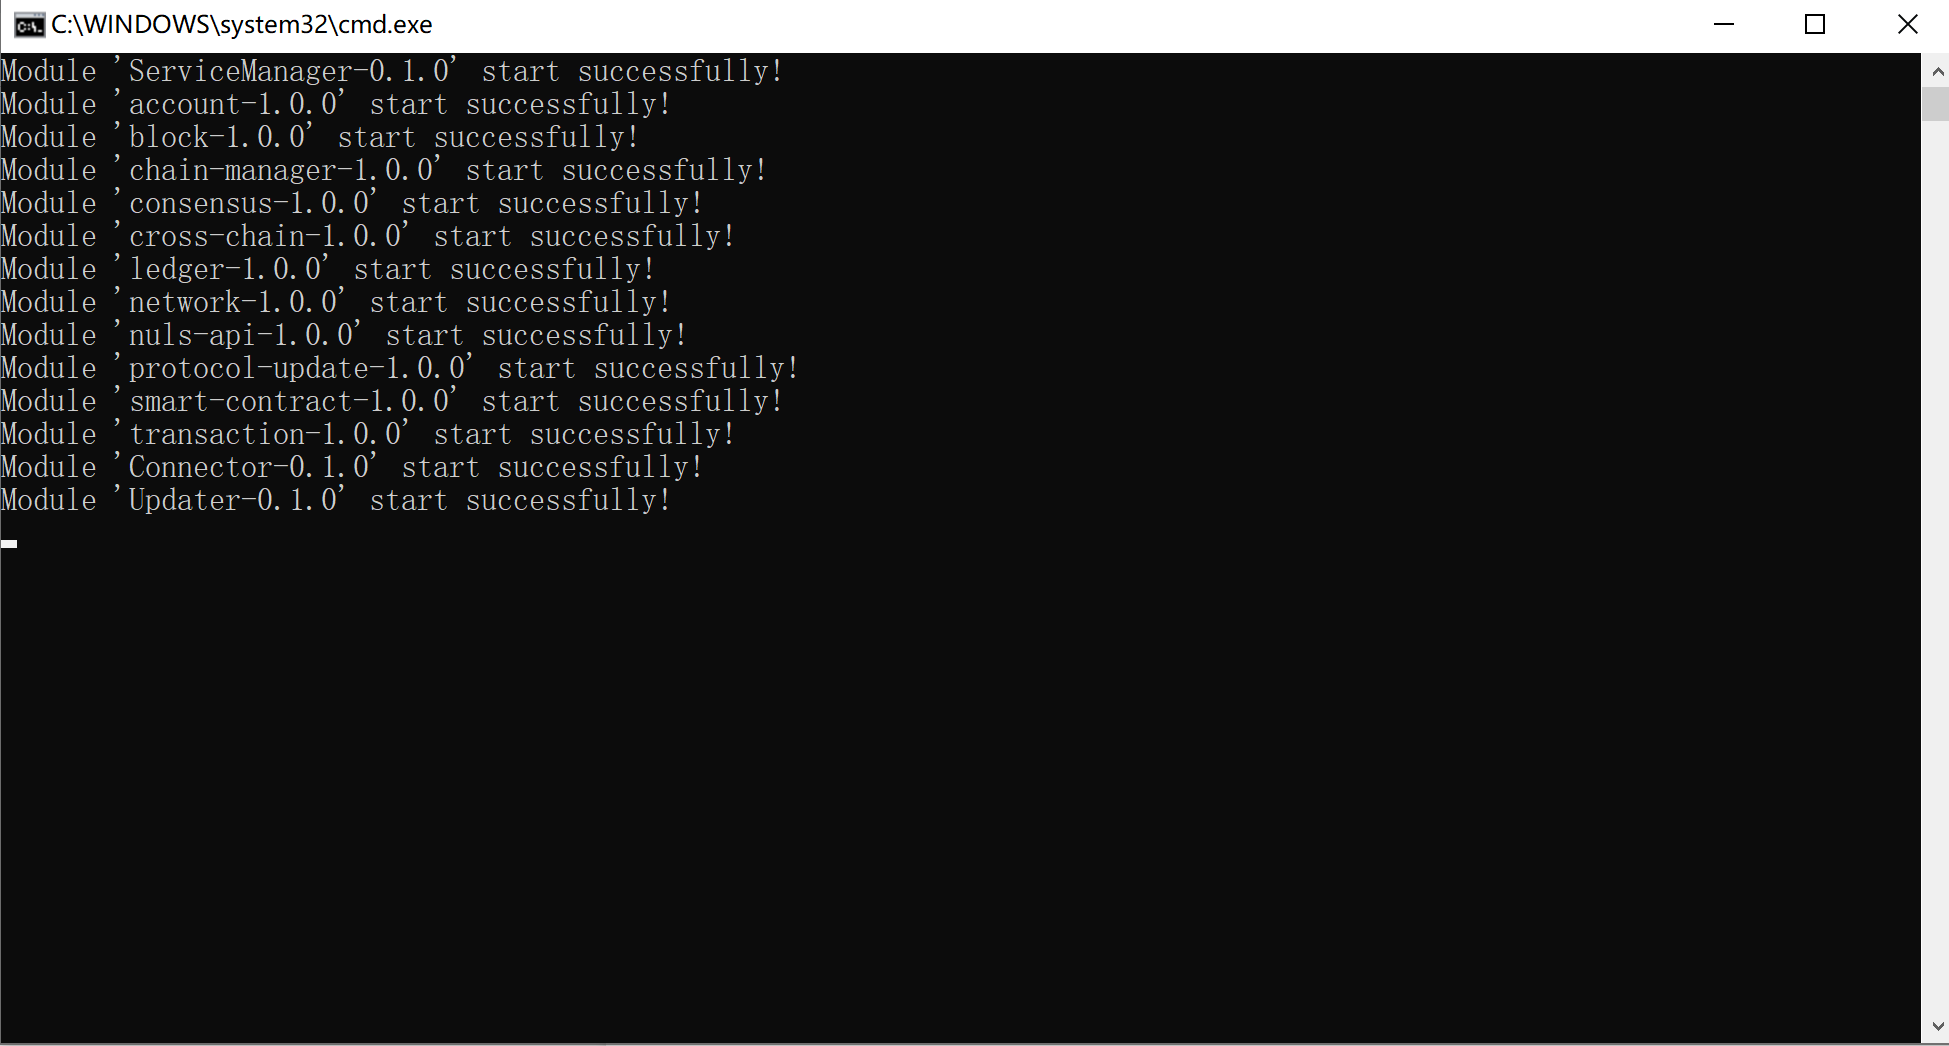 C:\WINDOWS\system32\cmd.exe
Module 'ServiceManager-0.1.0' start successfully!
Module 'account-1.0.0' start successfully!
Module 'block-1.0.0' start successfully!
Module 'chain-manager-1.0.0' start successfully!
Module 'consensus-1.0.0' start successfully!
Module 'cross-chain-1.0.0' start successfully!
Module 'ledger-1.0.0' start successfully!
Module 'network-1.0.0' start successfully!
Module 'nuls-api-1.0.0' start successfully!
Module 'protocol-update-1.0.0' start successfully!
Module 'smart-contract-1.0.0' start successfully!
Module 'transaction-1.0.0' start successfully!
Module 'Connector-0.1.0' start successfully!
Module 'Updater-0.1.0' start successfully!